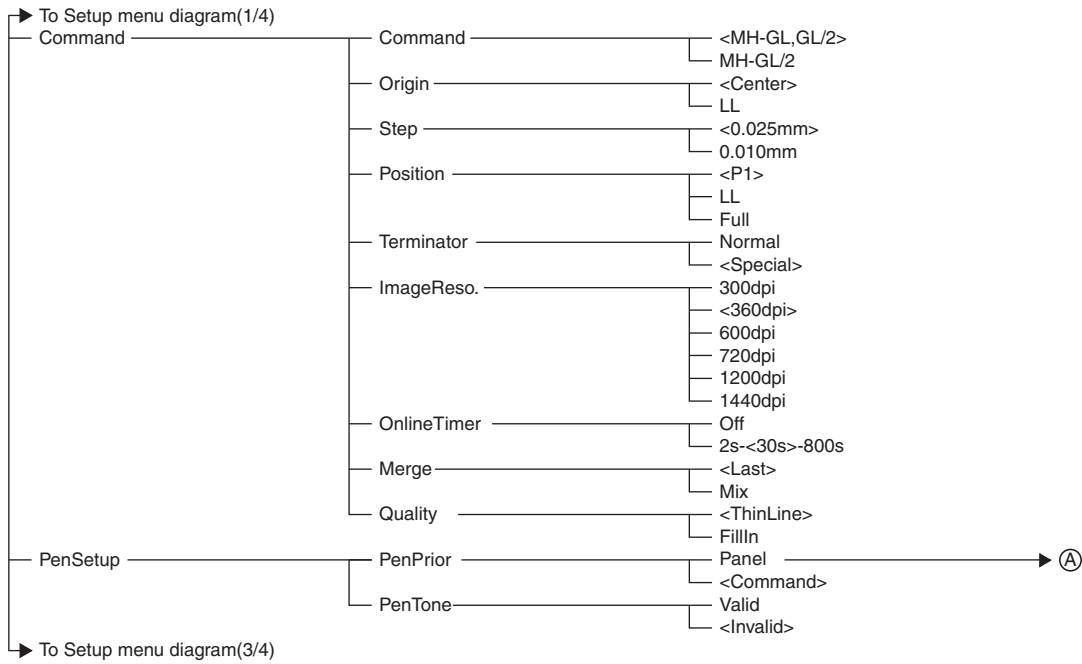 To Setup menu diagram(1/4)
Command Command <MH-GL,GL/2>
MH-GL/2
Origin <Center>
LL
Step <0.025mm>
0.010mm
Position <P1>
LL
Full
Terminator Normal
<Special>
ImageReso. 300dpi
<360dpi>
600dpi
720dpi
1200dpi
1440dpi
OnlineTimer Off
2s-<30s>-800s
Merge <Last>
Mix
Quality <ThinLine>
FillIn
PenSetup PenPrior Panel A
<Command>
PenTone Valid
<Invalid>
To Setup menu diagram(3/4)